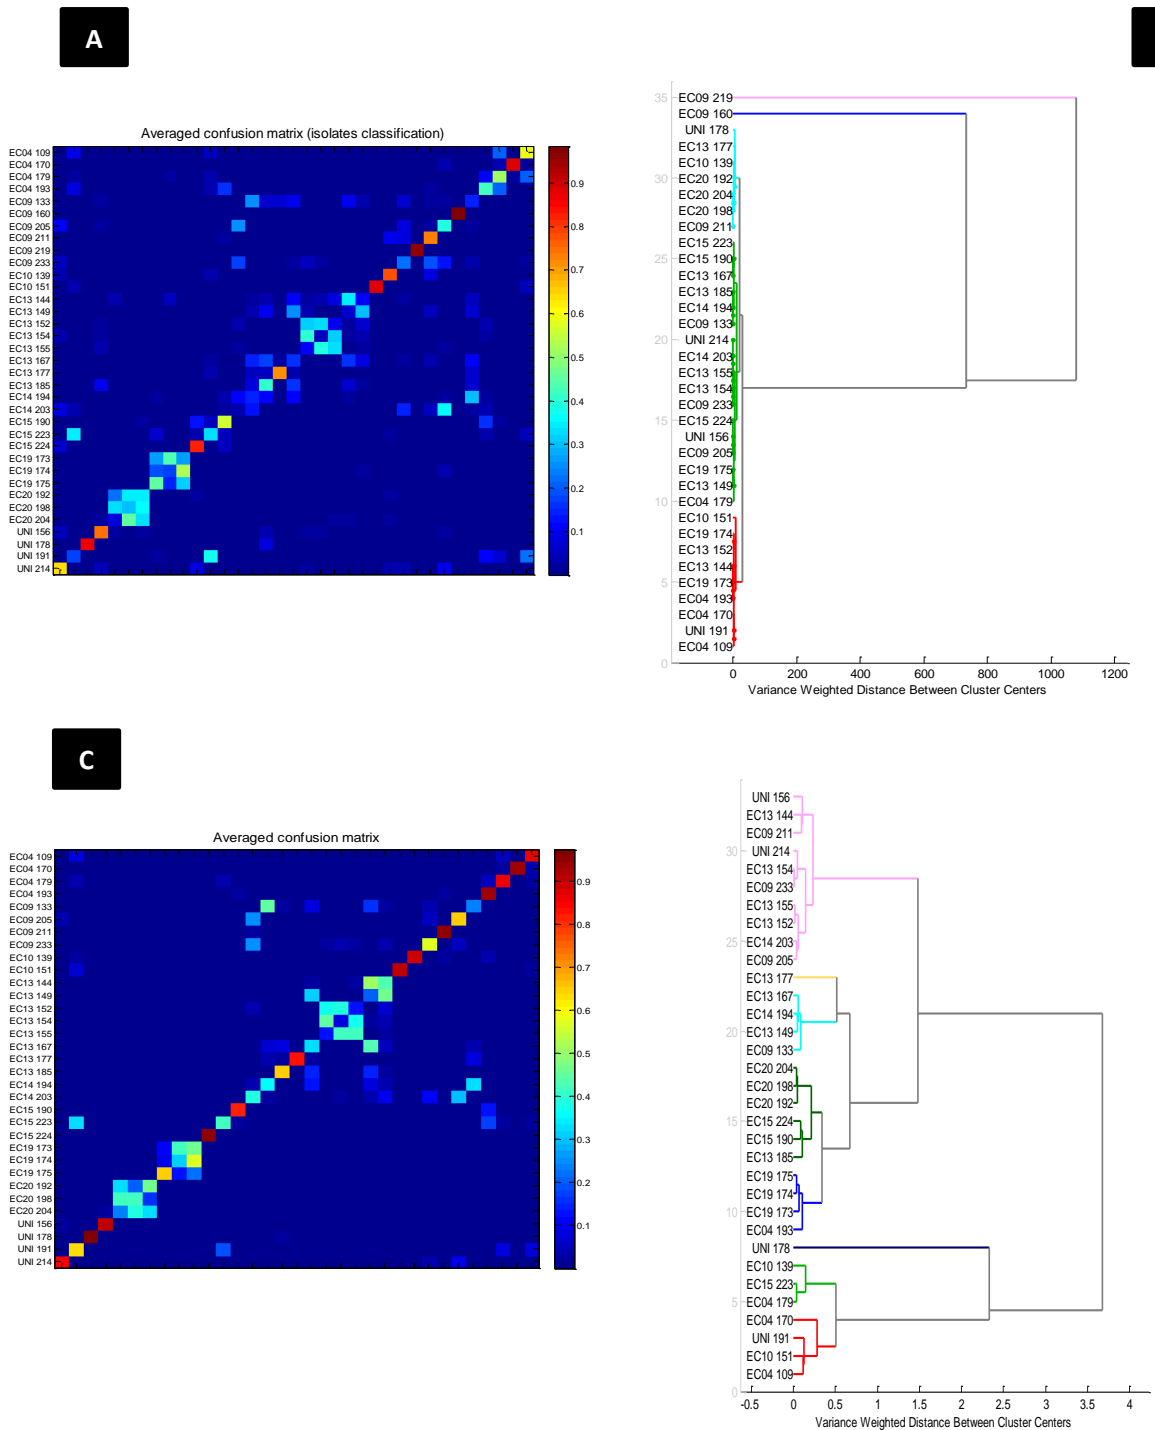 A
Averaged confusion matrix (isolates classification)
EC04 109
EC04 170
EC04 179
EC04 193
EC09 133
EC09 160
EC09 205
EC09 211
EC09 219
EC09 233
EC10 139
EC10 151
EC13 144
EC13 149
EC13 152
EC13 154
EC13 155
EC13 167
EC13 177
EC13 185
EC14 194
EC14 203
EC15 190
EC15 223
EC15 224
EC19 173
EC19 174
EC19 175
EC20 192
EC20 198
EC20 204
UNI 156
UNI 178
UNI 191
UNI 214
0.9
0.8
0.7
0.6
0.5
0.4
0.3
0.2
0.1
35
30
25
20
15
10
5
0
EC09 219
EC09 160
UNI 178
EC13 177
EC10 139
EC20 192
EC20 204
EC20 198
EC09 211
EC15 223
EC15 190
EC13 167
EC13 185
EC14 194
EC09 133
UNI 214
EC14 203
EC13 155
EC13 154
EC09 233
EC15 224
UNI 156
EC09 205
EC19 175
EC13 149
EC04 179
EC10 151
EC19 174
EC13 152
EC13 144
EC19 173
EC04 193
EC04 170
UNI 191
EC04 109
0 200 400 600 800 1000 1200
Variance Weighted Distance Between Cluster Centers
C
Averaged confusion matrix
EC04 109
EC04 170
EC04 179
EC04 193
EC09 133
EC09 205
EC09 211
EC09 233
EC10 139
EC10 151
EC13 144
EC13 149
EC13 152
EC13 154
EC13 155
EC13 167
EC13 177
EC13 185
EC14 194
EC14 203
EC15 190
EC15 223
EC15 224
EC19 173
EC19 174
EC19 175
EC20 192
EC20 198
EC20 204
UNI 156
UNI 178
UNI 191
UNI 214
0.9
0.8
0.7
0.6
0.5
0.4
0.3
0.2
0.1
30
25
20
15
10
5
0
UNI 156
EC13 144
EC09 211
UNI 214
EC13 154
EC09 233
EC13 155
EC13 152
EC14 203
EC09 205
EC13 177
EC13 167
EC14 194
EC13 149
EC09 133
EC20 204
EC20 198
EC20 192
EC15 224
EC15 190
EC13 185
EC19 175
EC19 174
EC19 173
EC04 193
UNI 178
EC10 139
EC15 223
EC04 179
EC04 170
UNI 191
EC10 151
EC04 109
-0.5 0 0.5 1 1.5 2 2.5 3 3.5 4
Variance Weighted Distance Between Cluster Centers